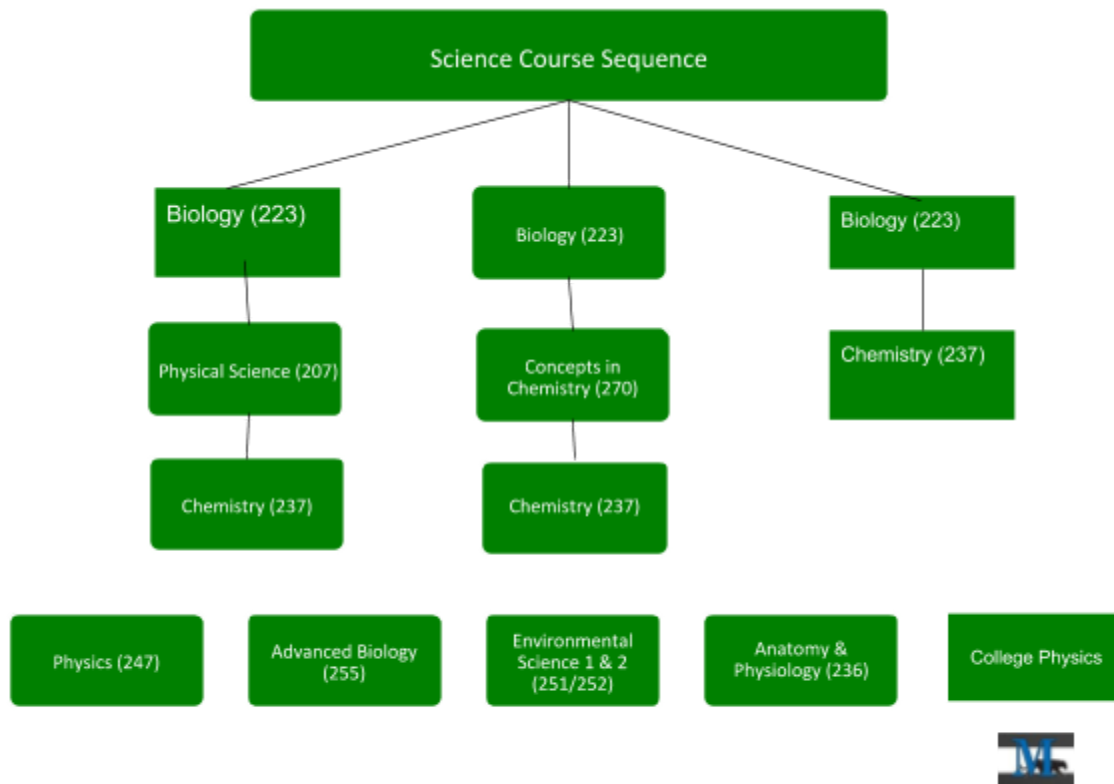 Science Course Sequence
Biology (223)
Biology (223)
Biology (223)
Physical Science (207)
Concepts in
Chemistry (270)
Chemistry (237)
Chemistry (237)
Chemistry (237)
Physics (247)
Advanced Biology
(255)
Environmental
Science 1 & 2
(251/252)
Anatomy &
Physiology (236)
College Physics
M